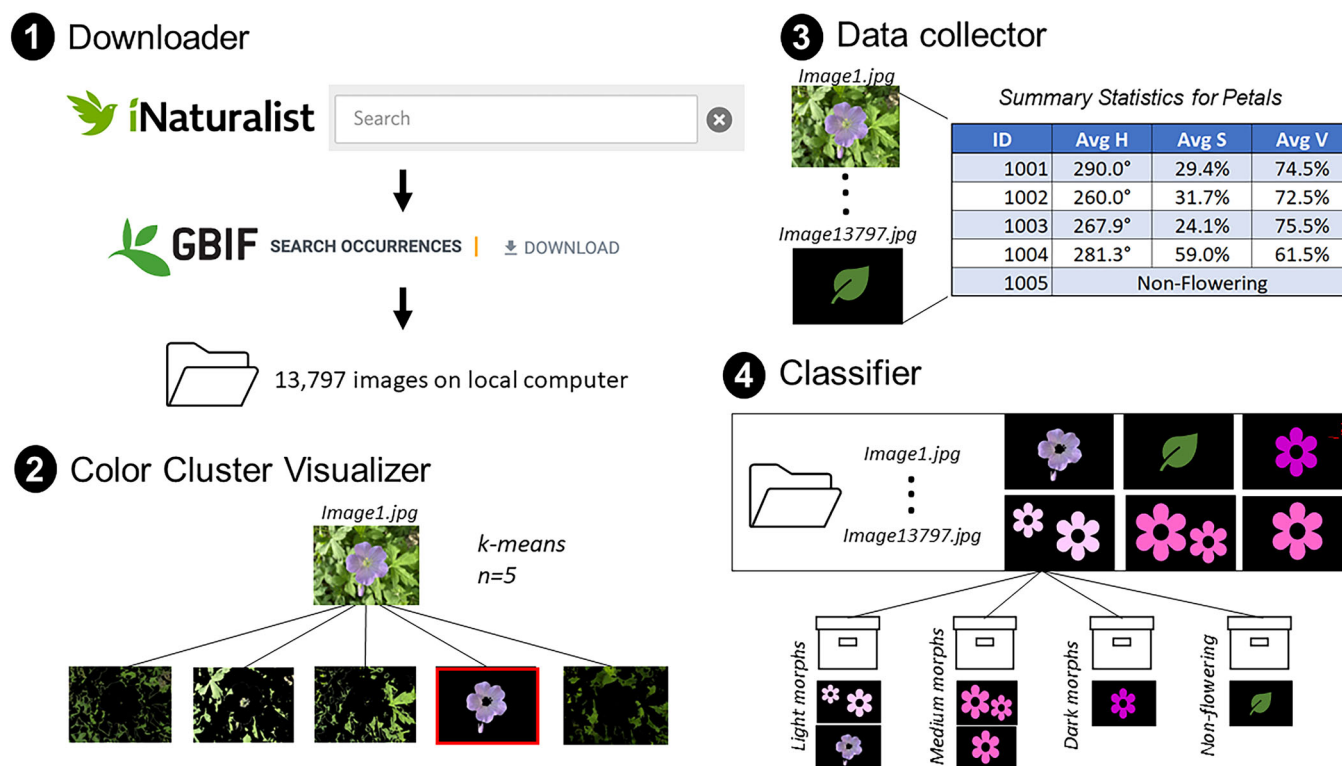 1 Downloader
iNaturalist
Search
GBIF SEARCH OCCURRENCES | DOWNLOAD
13,797 images on local computer
2 Color Cluster Visualizer
Image1.jpg
k-means
n=5
3 Data collector
Image1.jpg
Image13797.jpg
Summary Statistics for Petals
ID Avg H Avg S Avg V
1001 290.0° 29.4% 74.5%
1002 260.0° 31.7% 72.5%
1003 267.9° 24.1% 75.5%
1004 281.3° 59.0% 61.5%
1005 Non-Flowering
4 Classifier
Image1.jpg
Image13797.jpg
Light morphs
Medium morphs
Dark morphs
Non-flowering